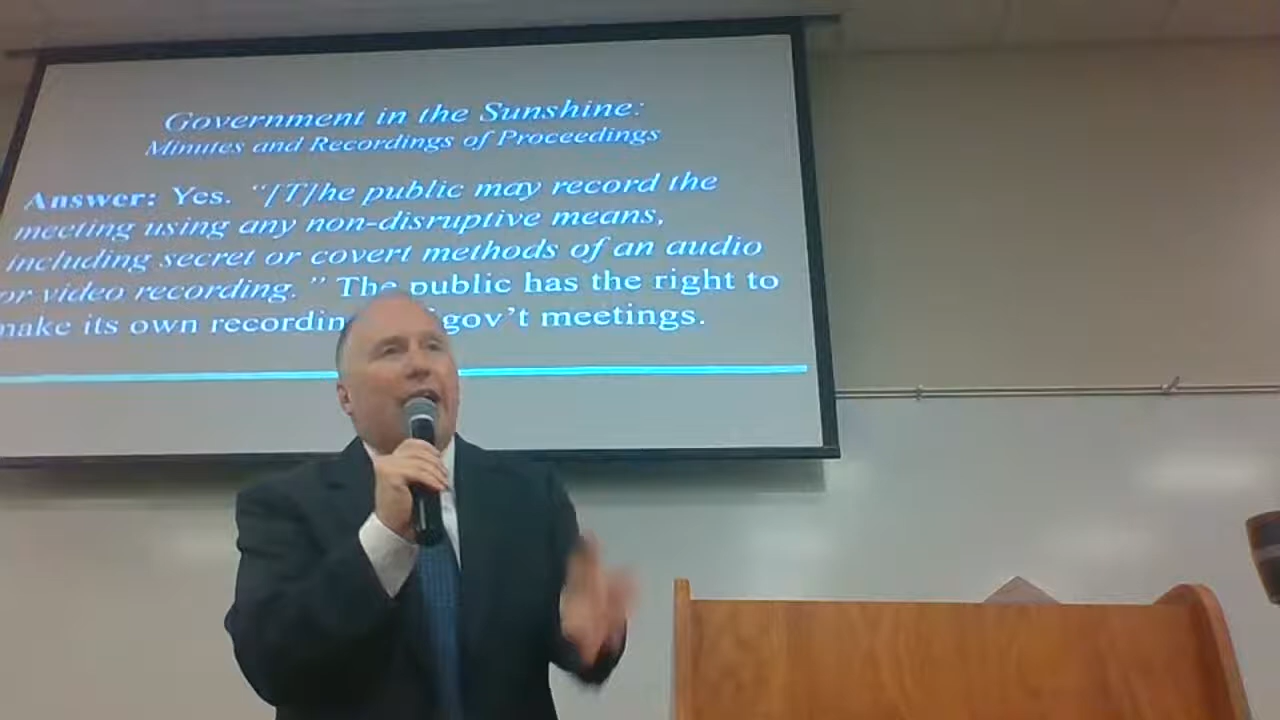 Government in the Sunshine:
Minutes and Recordings of Proceedings
Answer: Yes. "[T]he public may record the
meeting using any non-disruptive means,
including secret or covert methods of an audio
or video recording." The public has the right to
make its own recording gov't meetings.